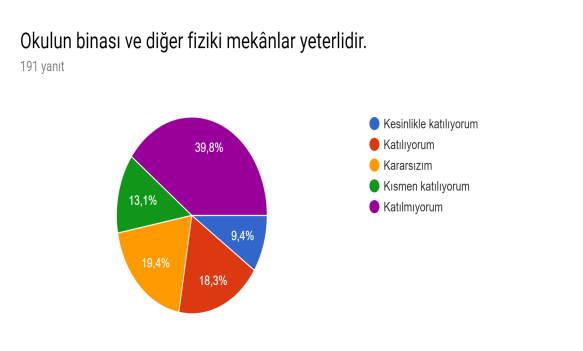 Okulun binası ve diğer fiziki mekânlar yeterlidir.
191 yanıt
39,8%
13,1%
9,4%
19,4%
18,3%
Kesinlikle katılıyorum
Katılıyorum
Kararsızım
Kısmen katılıyorum
Katılmıyorum